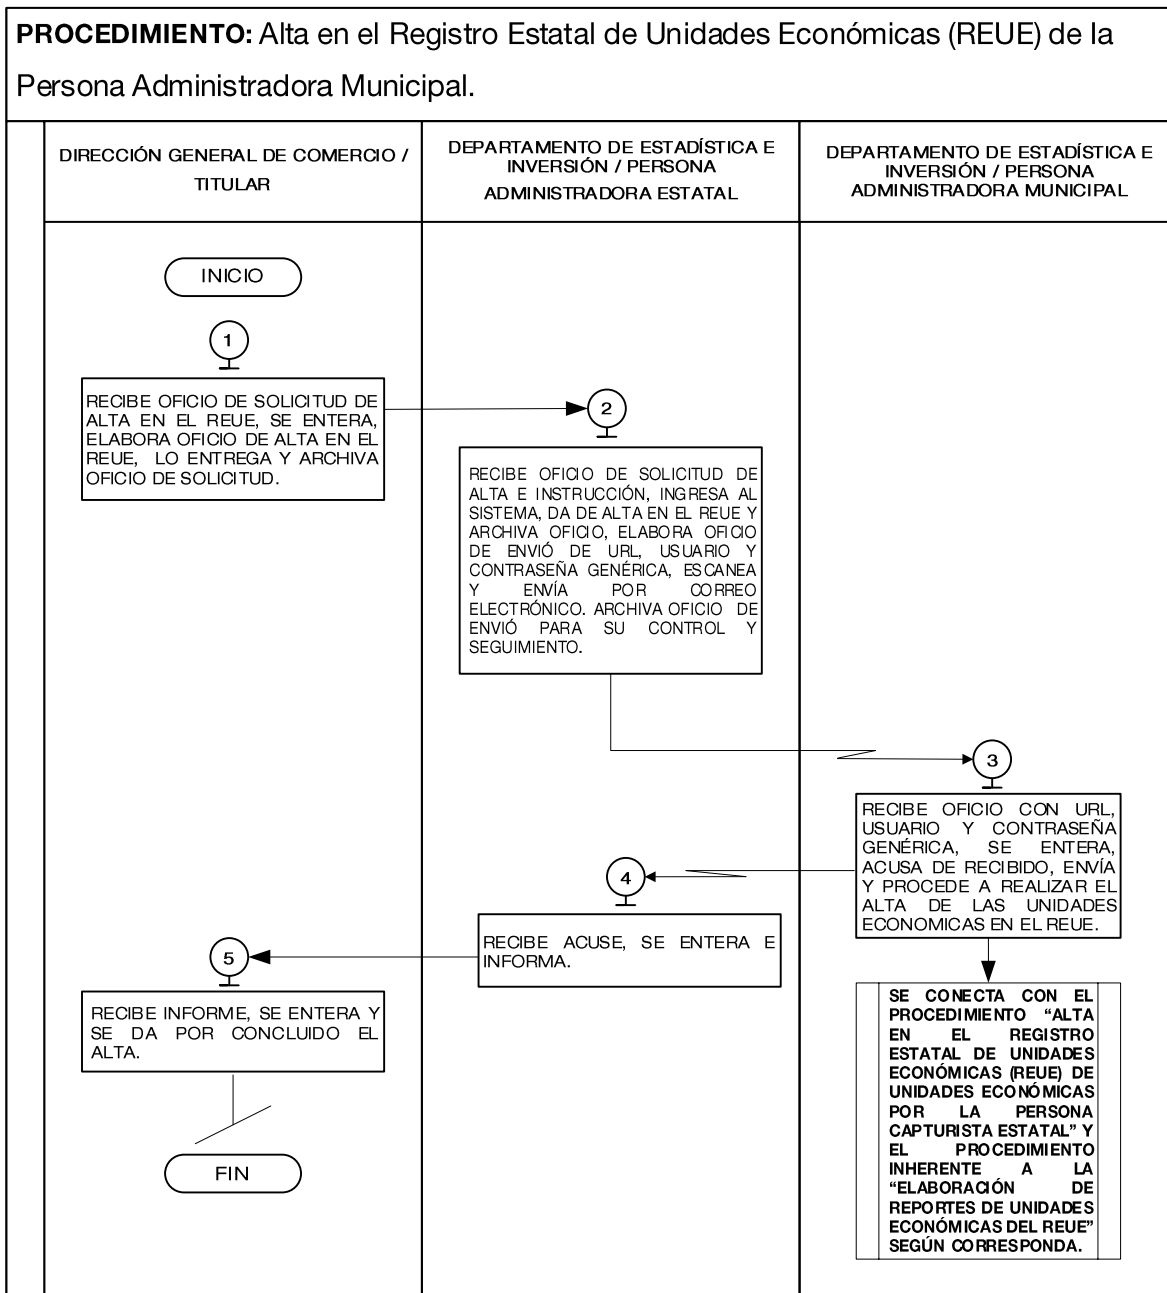 PROCEDIMIENTO: Alta en el Registro Estatal de Unidades Económicas (REUE) de la
Persona Administradora Municipal.
DIRECCIÓN GENERAL DE COMERCIO /
TITULAR
DEPARTAMENTO DE ESTADÍSTICA E
INVERSIÓN / PERSONA
ADMINISTRADORA ESTATAL
DEPARTAMENTO DE ESTADÍSTICA E
INVERSIÓN / PERSONA
ADMINISTRADORA MUNICIPAL
INICIO
1
RECIBE OFICIO DE SOLICITUD DE
ALTA EN EL REUE, SE ENTERA,
ELABORA OFICIO DE ALTA EN EL
REUE, LO ENTREGA Y ARCHIVA
OFICIO DE SOLICITUD.
2
RECIBE OFICIO DE SOLICITUD DE
ALTA E INSTRUCCIÓN, INGRESA AL
SISTEMA, DA DE ALTA EN EL REUE Y
ARCHIVA OFICIO, ELABORA OFICIO
DE ENVIÓ DE URL, USUARIO Y
CONTRASEÑA GENÉRICA, ESCANEA
Y ENVÍA POR CORREO
ELECTRÓNICO. ARCHIVA OFICIO DE
ENVIÓ PARA SU CONTROL Y
SEGUIMIENTO.
3
RECIBE OFICIO CON URL,
USUARIO Y CONTRASEÑA
GENÉRICA, SE ENTERA,
ACUSA DE RECIBIDO, ENVÍA
Y PROCEDE A REALIZAR EL
ALTA DE LAS UNIDADES
ECONOMICAS EN EL REUE.
4
RECIBE ACUSE, SE ENTERA E
INFORMA.
5
RECIBE INFORME, SE ENTERA Y
SE DA POR CONCLUIDO EL
ALTA.
FIN
SE CONECTA CON EL
PROCEDIMIENTO “ALTA
EN EL REGISTRO
ESTATAL DE UNIDADES
ECONÓMICAS (REUE) DE
UNIDADES ECONÓMICAS
POR LA PERSONA
CAPTURISTA ESTATAL” Y
EL PROCEDIMIENTO
INHERENTE A LA
“ELABORACIÓN DE
REPORTES DE UNIDADES
ECONÓMICAS DEL REUE”
SEGÚN CORRESPONDA.